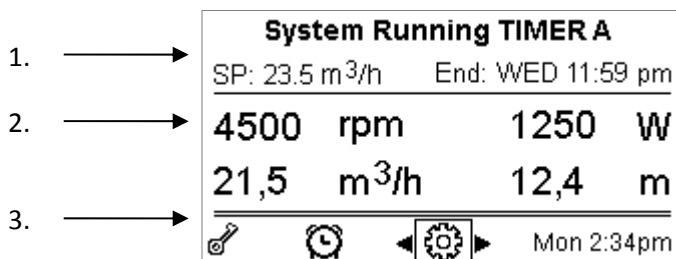 System Running TIMER A
1.
SP: 23.5 m³/h End: WED 11:59 pm
2.
4500 rpm 1250 W
21,5 m³/h 12,4 m
3.
Mon 2:34pm